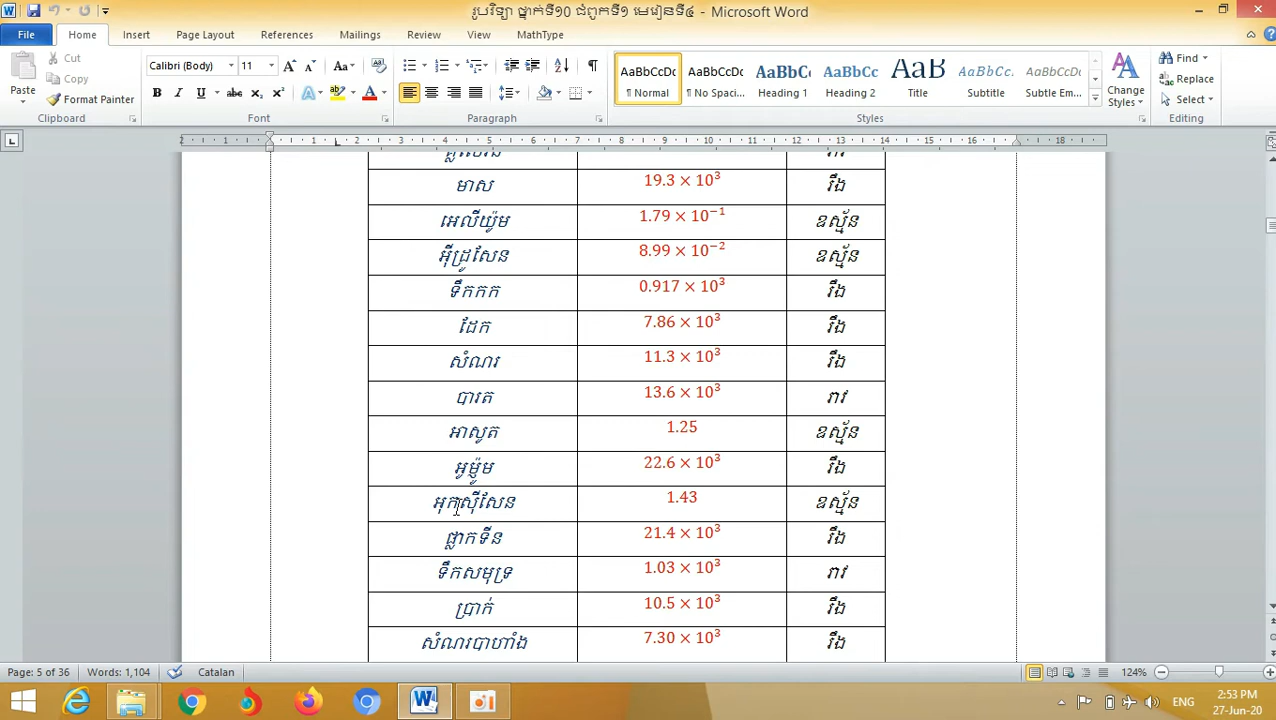 រូបវិទ្យា ថ្នាក់ទី10 ជំពូកទី១ មេរៀនទី៤ - Microsoft Word
File Home Insert Page Layout References Mailings Review View MathType
Paste Cut Copy Format Painter
Calibri (Body) 11
AaBbCcDc AaBbCcDc AaBbC AaBbCc AaB AaBbCc. AaBbCcDc
Normal No Spaci... Heading 1 Heading 2 Title Subtitle Subtle Em...
Change Styles
Find Replace Select
Clipboard Font Paragraph Styles Editing
មាស 19.3 × 10³ រឹង
អេលីយ៉ូម 1.79 × 10⁻¹ ឧស្ម័ន
អ៊ីដ្រូសែន 8.99 × 10⁻² ឧស្ម័ន
ទឹកកក 0.917 × 10³ រឹង
ដែក 7.86 × 10³ រឹង
សំណរ 11.3 × 10³ រឹង
បារត 13.6 × 10³ រាវ
អាសូត 1.25 ឧស្ម័ន
អូម្ញ៉ូម 22.6 × 10³ រឹង
អុកស៊ីសែន 1.43 ឧស្ម័ន
ផ្លាកទីន 21.4 × 10³ រឹង
ទឹកសមុទ្រ 1.03 × 10³ រាវ
ប្រាក់ 10.5 × 10³ រឹង
សំណរបាហាំង 7.30 × 10³ រឹង
Page: 5 of 36 Words: 1,104 Catalan 124%
ENG 2:53 PM
27-Jun-20